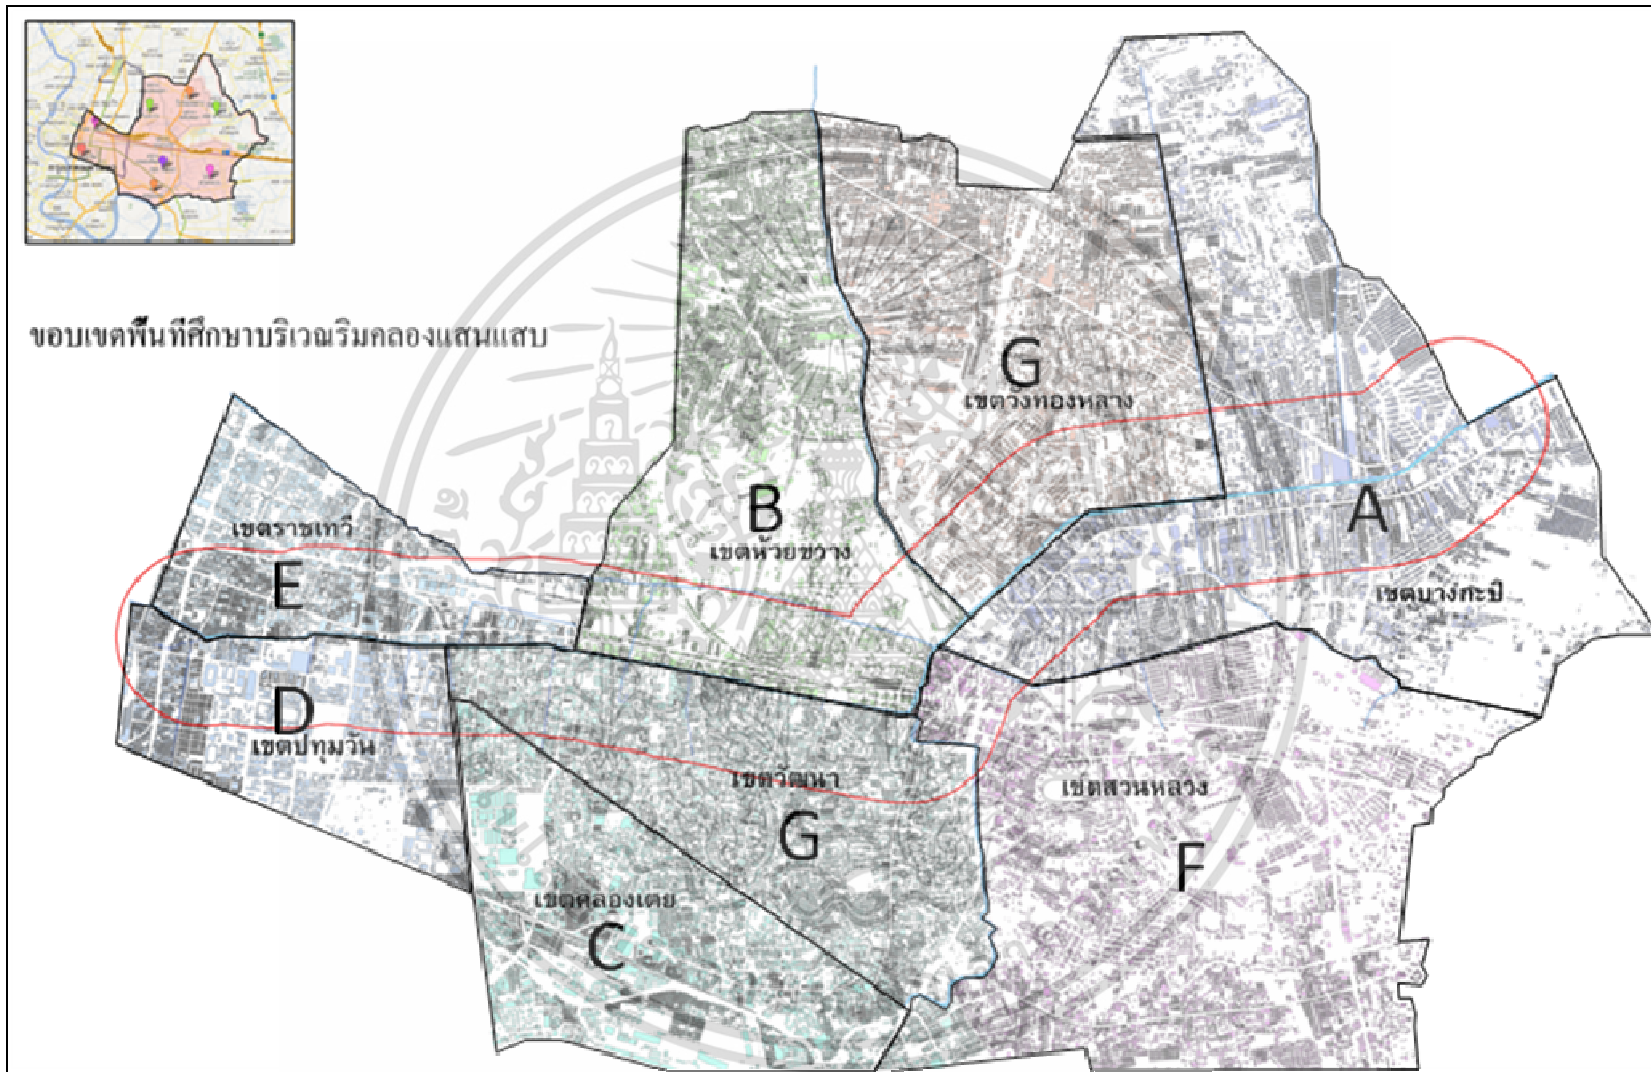 ขอบเขตพื้นที่ศึกษาบริเวณริมคลองแสนแสบ
G
เขตวังทองหลาง
B
เขตห้วยขวาง
A
เขตบางกะปิ
เขตราชเทวี
E
D
เขตปทุมวัน
เขตวัฒนา
G
เขตสวนหลวง
F
เขตคลองเตย
C